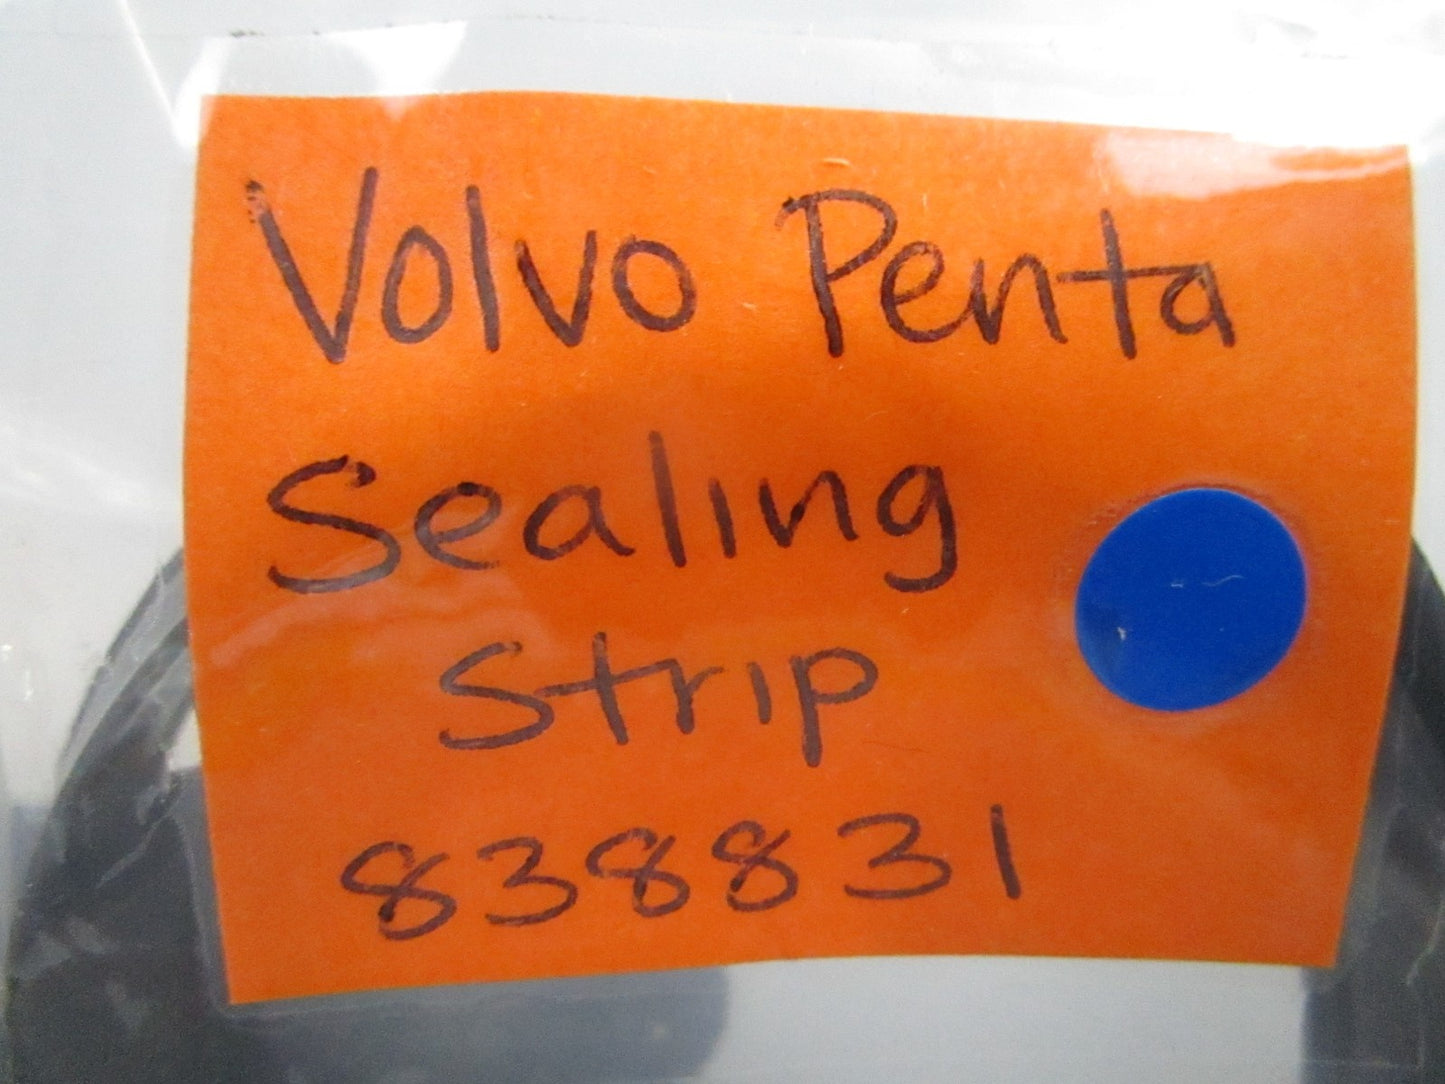 Volvo Penta
Sealing
Strip
838831